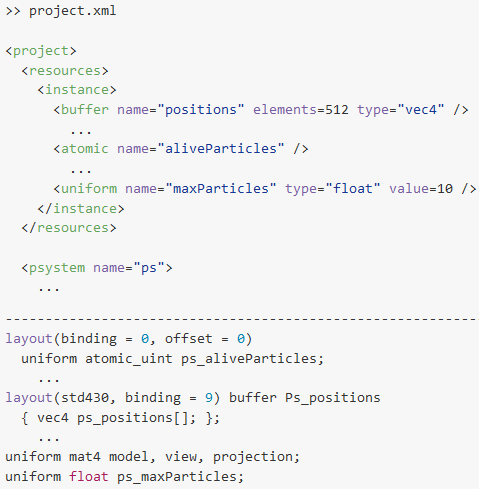 >> project.xml
<project>
<resources>
<instance>
<buffer name="positions" elements=512 type="vec4" />
...
<atomic name="aliveParticles" />
...
<uniform name="maxParticles" type="float" value=10 />
</instance>
</resources>
<psystem name="ps">
...
------------------------------------------------------------
layout(binding = 0, offset = 0)
uniform atomic_uint ps_aliveParticles;
...
layout(std430, binding = 9) buffer Ps_positions
{ vec4 ps_positions[]; };
...
uniform mat4 model, view, projection;
uniform float ps_maxParticles;